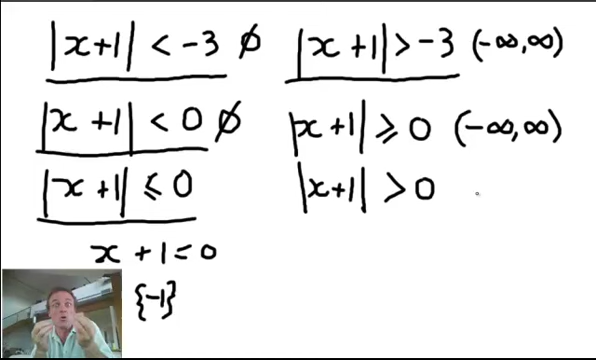 |x+1| < -3 ∅
|x+1| < 0 ∅
|x+1| ≤ 0
x+1=0
{-1}
|x+1| > -3 (-∞,∞)
|x+1| ≥ 0 (-∞,∞)
|x+1| > 0